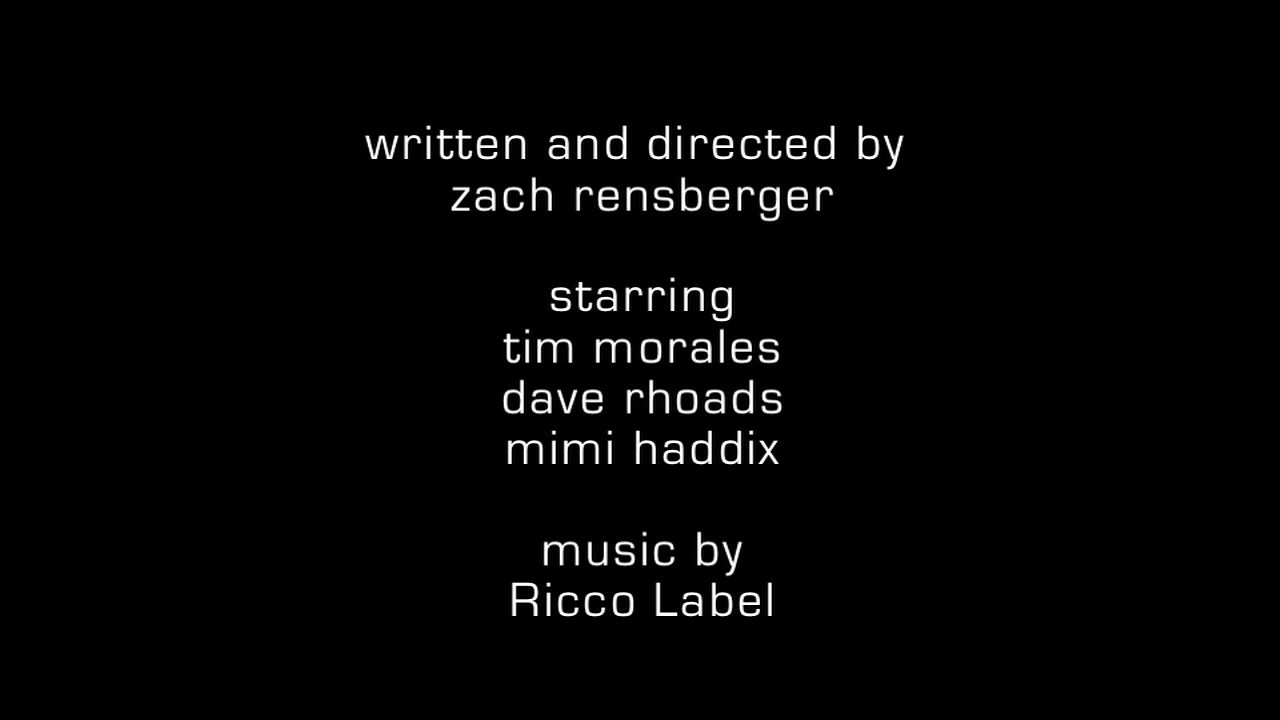 written and directed by
zach rensberger
starring
tim morales
dave rhoads
mimi haddix
music by
Ricco Label